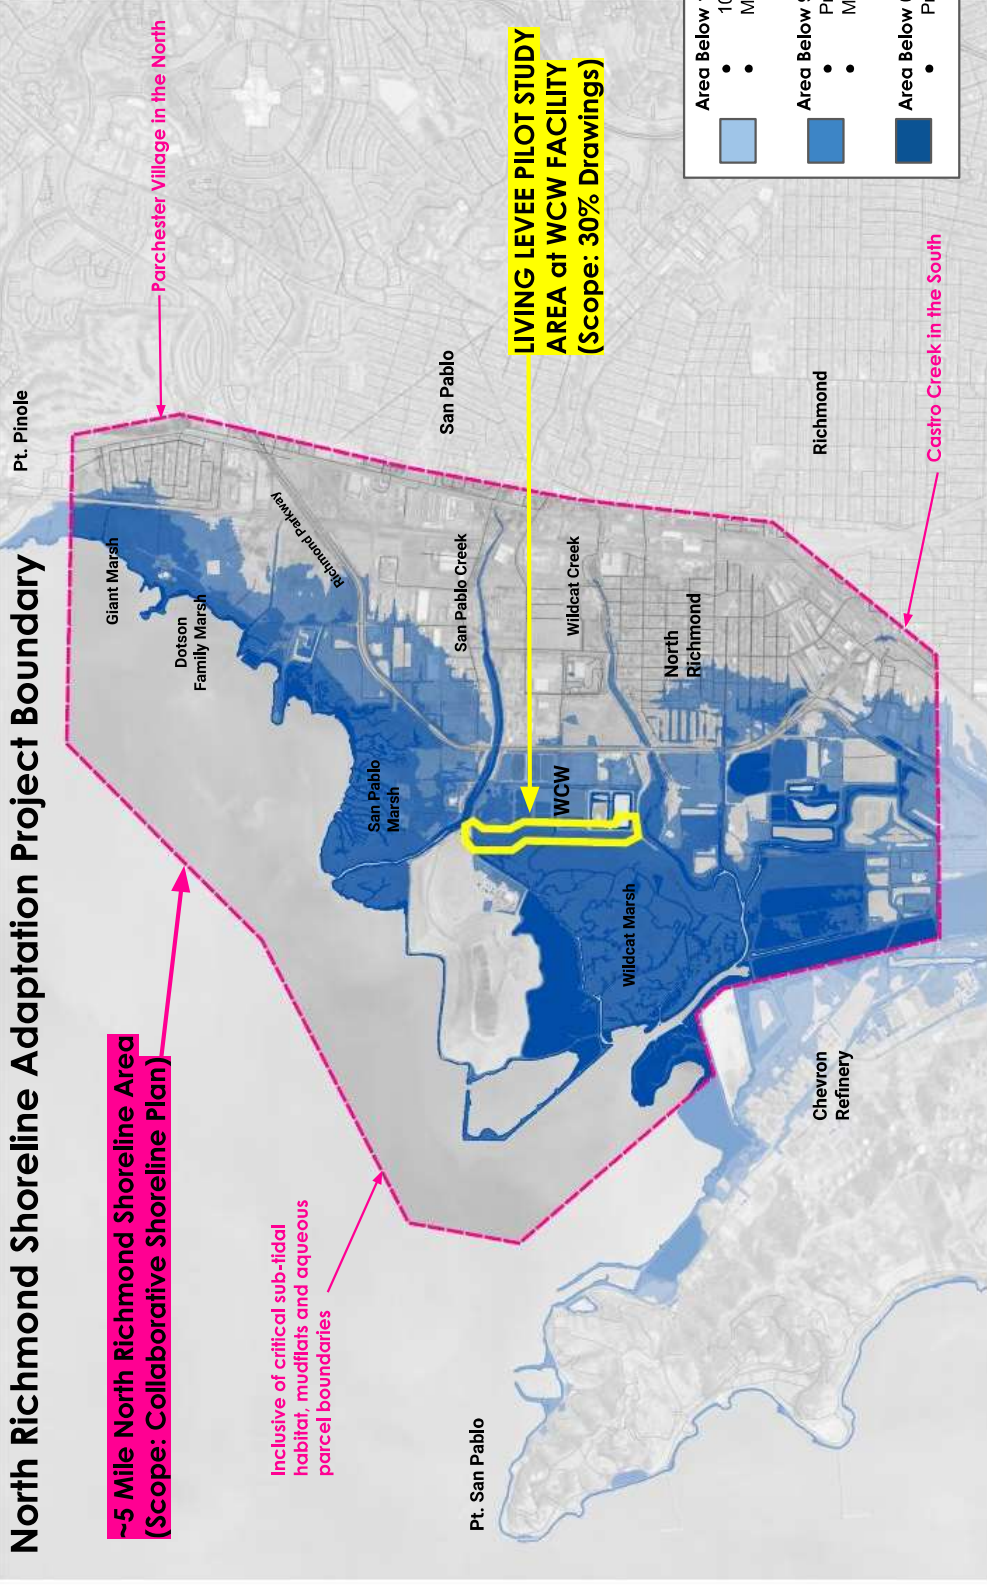 North Richmond Shoreline Adaptation Project Boundary
~5 Mile North Richmond Shoreline Area
(Scope: Collaborative Shoreline Plan)
Inclusive of critical sub-tidal
habitat, mudflats and aqueous
parcel boundaries
Pt. Pinole
Parchester Village in the North
Giant Marsh
Dotson
Family Marsh
Richmond Parkway
San Pablo
Marsh
San Pablo Creek
San Pablo
LIVING LEVEE PILOT STUDY
AREA at WCW FACILITY
(Scope: 30% Drawings)
WCW
Wildcat Creek
Wildcat Marsh
North
Richmond
Richmond
Castro Creek in the South
Chevron
Refinery
Pt. San Pablo
Area Below
Area Below
Area Below